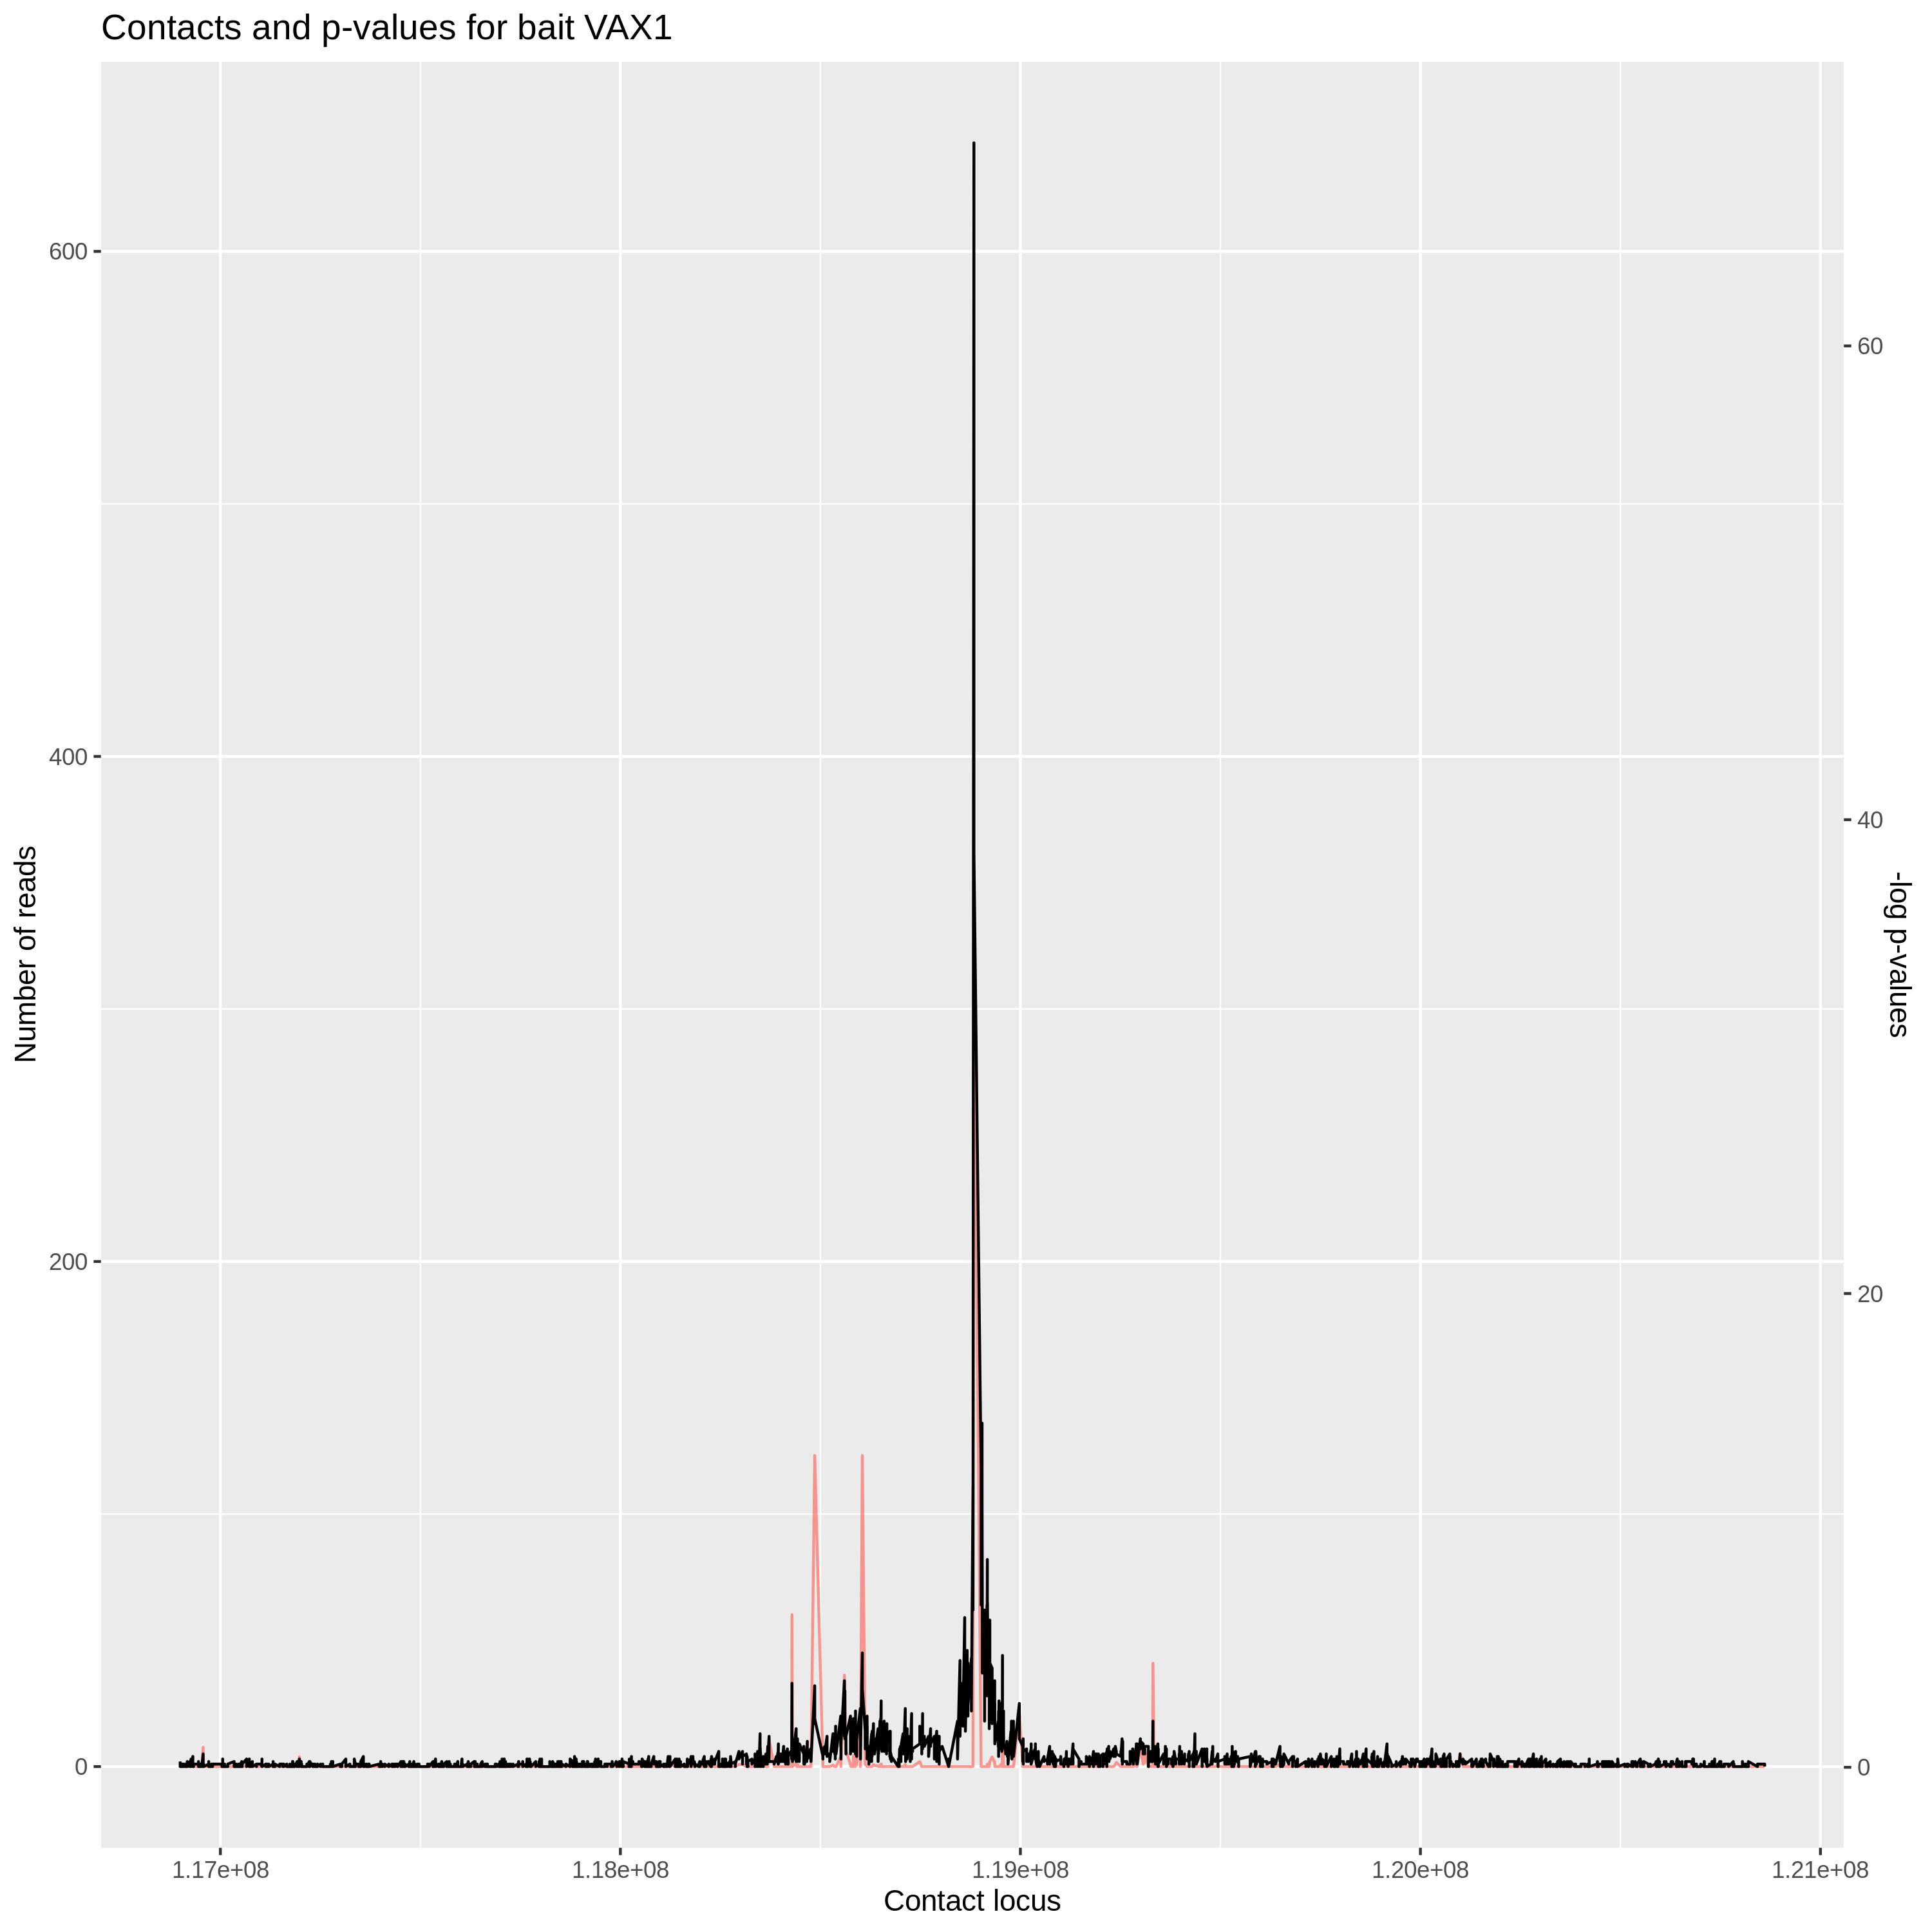 Contacts and p-values for bait VAX1
600
400
200
0
Number of reads
60
40
20
0
-log p-values
1.17e+08 1.18e+08 1.19e+08 1.20e+08 1.21e+08
Contact locus